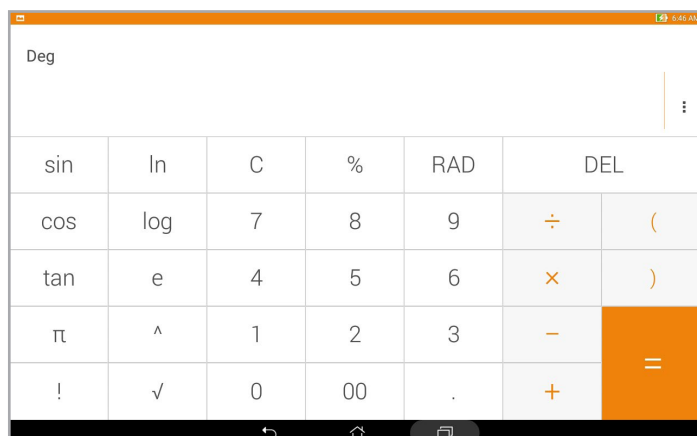 6:46 AM
Deg
sin ln C % RAD DEL
cos log 7 8 9 ÷ (
tan e 4 5 6 × )
π ^ 1 2 3 − =
! √ 0 00 . +